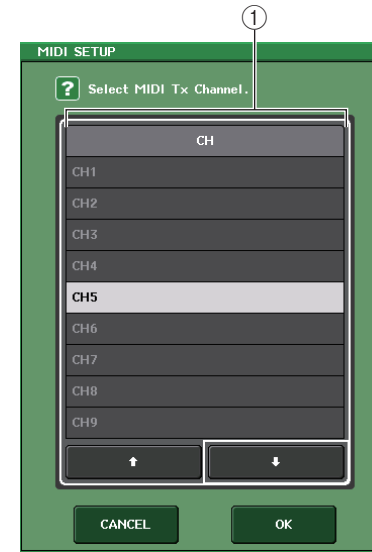 ①
MIDI SETUP
? Select MIDI Tx Channel.
CH
CH1
CH2
CH3
CH4
CH5
CH6
CH7
CH8
CH9
↑ ↓
CANCEL OK